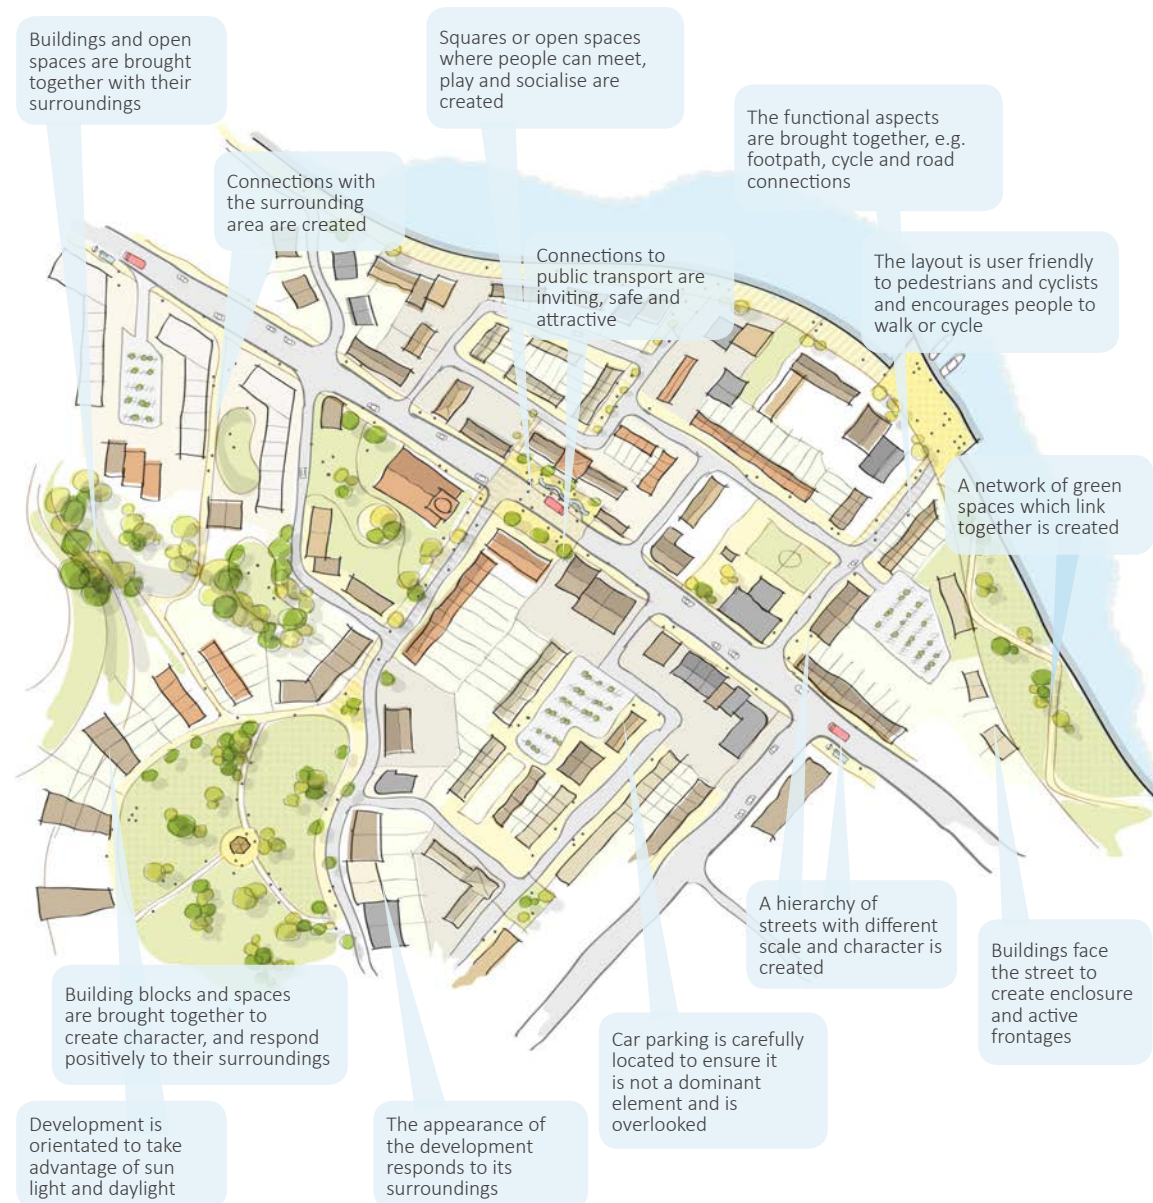 Buildings and open
spaces are brought
together with their
surroundings
Squares or open spaces
where people can meet,
play and socialise are
created
The functional aspects
are brought together, e.g.
footpath, cycle and road
connections
Connections with
the surrounding
area are created
Connections to
public transport are
inviting, safe and
attractive
The layout is user friendly
to pedestrians and cyclists
and encourages people to
walk or cycle
A network of green
spaces which link
together is created
A hierarchy of
streets with different
scale and character is
created
Buildings face
the street to
create enclosure
and active
frontages
Building blocks and spaces
are brought together to
create character, and respond
positively to their surroundings
Car parking is carefully
located to ensure it
is not a dominant
element and is
overlooked
Development is
orientated to take
advantage of sun
light and daylight
The appearance of
the development
responds to its
surroundings